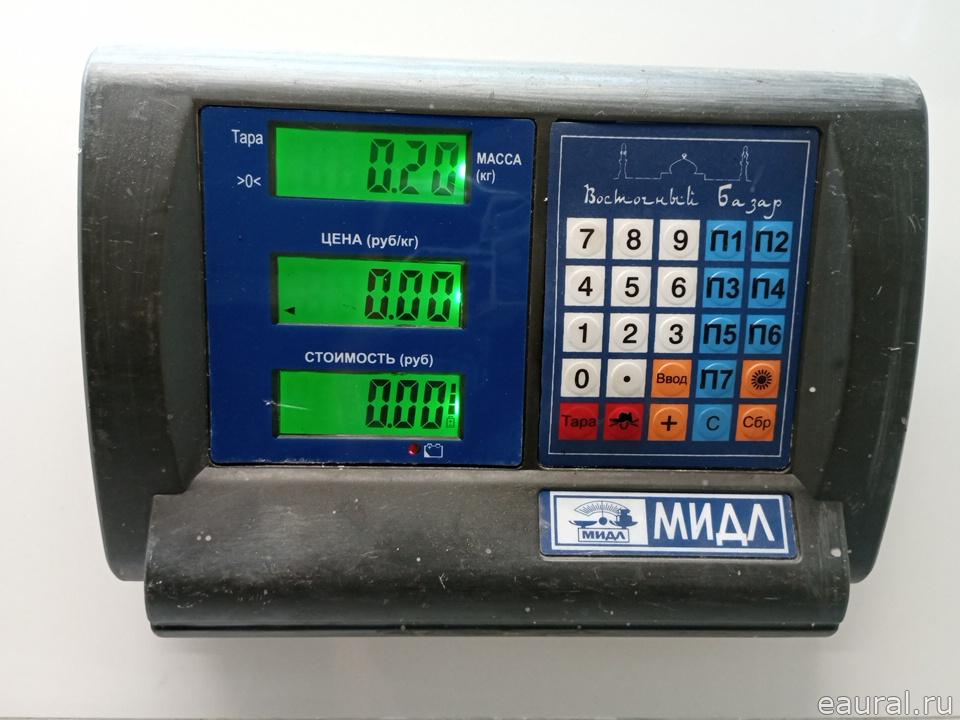 Тара
0.20
МАССА
(кг)
>0<
ЦЕНА (руб/кг)
0.00
СТОИМОСТЬ (руб)
0.00
Восточный Базар
7 8 9 П1 П2
4 5 6 П3 П4
1 2 3 П5 П6
0 . Ввод П7
Тара + С Сбр
МИДЛ
МИДЛ
eaural.ru